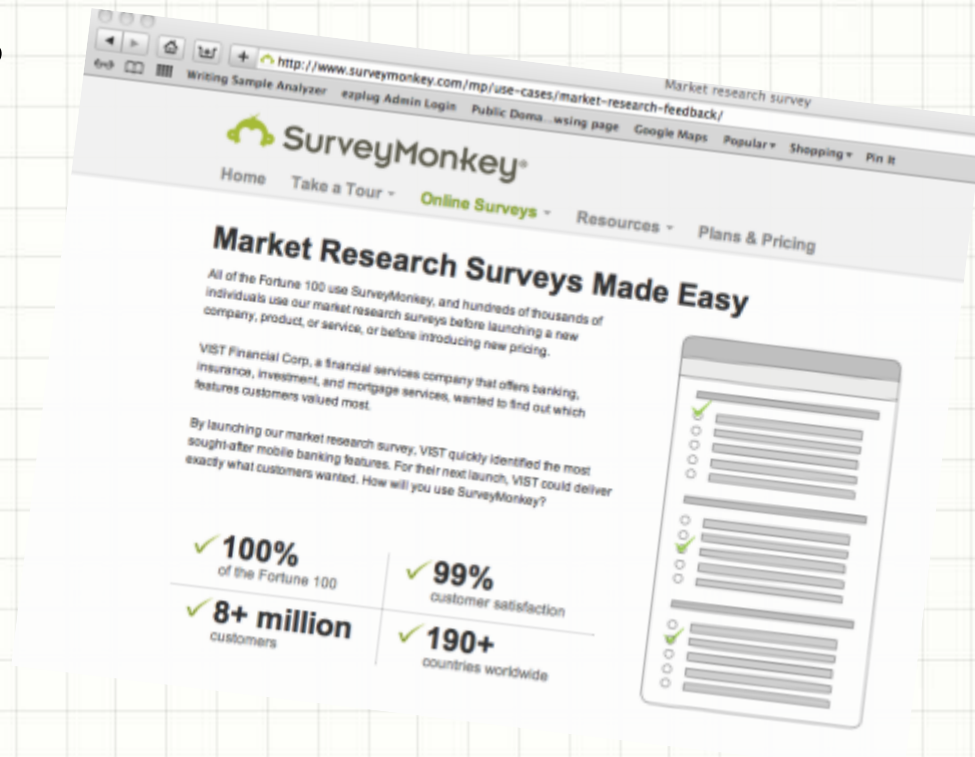 Market research survey
http://www.surveymonkey.com/mp/use-cases/market-research-feedback/
Writing Sample Analyzer ezplug Admin Login Public Doma...wsing page Google Maps Popular Shopping Pin It
SurveyMonkey®
Home Take a Tour Online Surveys Resources Plans & Pricing
Market Research Surveys Made Easy
All of the Fortune 100 use SurveyMonkey, and hundreds of thousands of
individuals use our market research surveys before launching a new
company, product, or service, or before introducing new pricing.
VIST Financial Corp, a financial services company that offers banking,
insurance, investment, and mortgage services, wanted to find out which
features customers valued most.
By launching our market research survey, VIST quickly identified the most
sought-after mobile banking features. For their next launch, VIST could deliver
exactly what customers wanted. How will you use SurveyMonkey?
100%
of the Fortune 100
99%
customer satisfaction
8+ million
customers
190+
countries worldwide